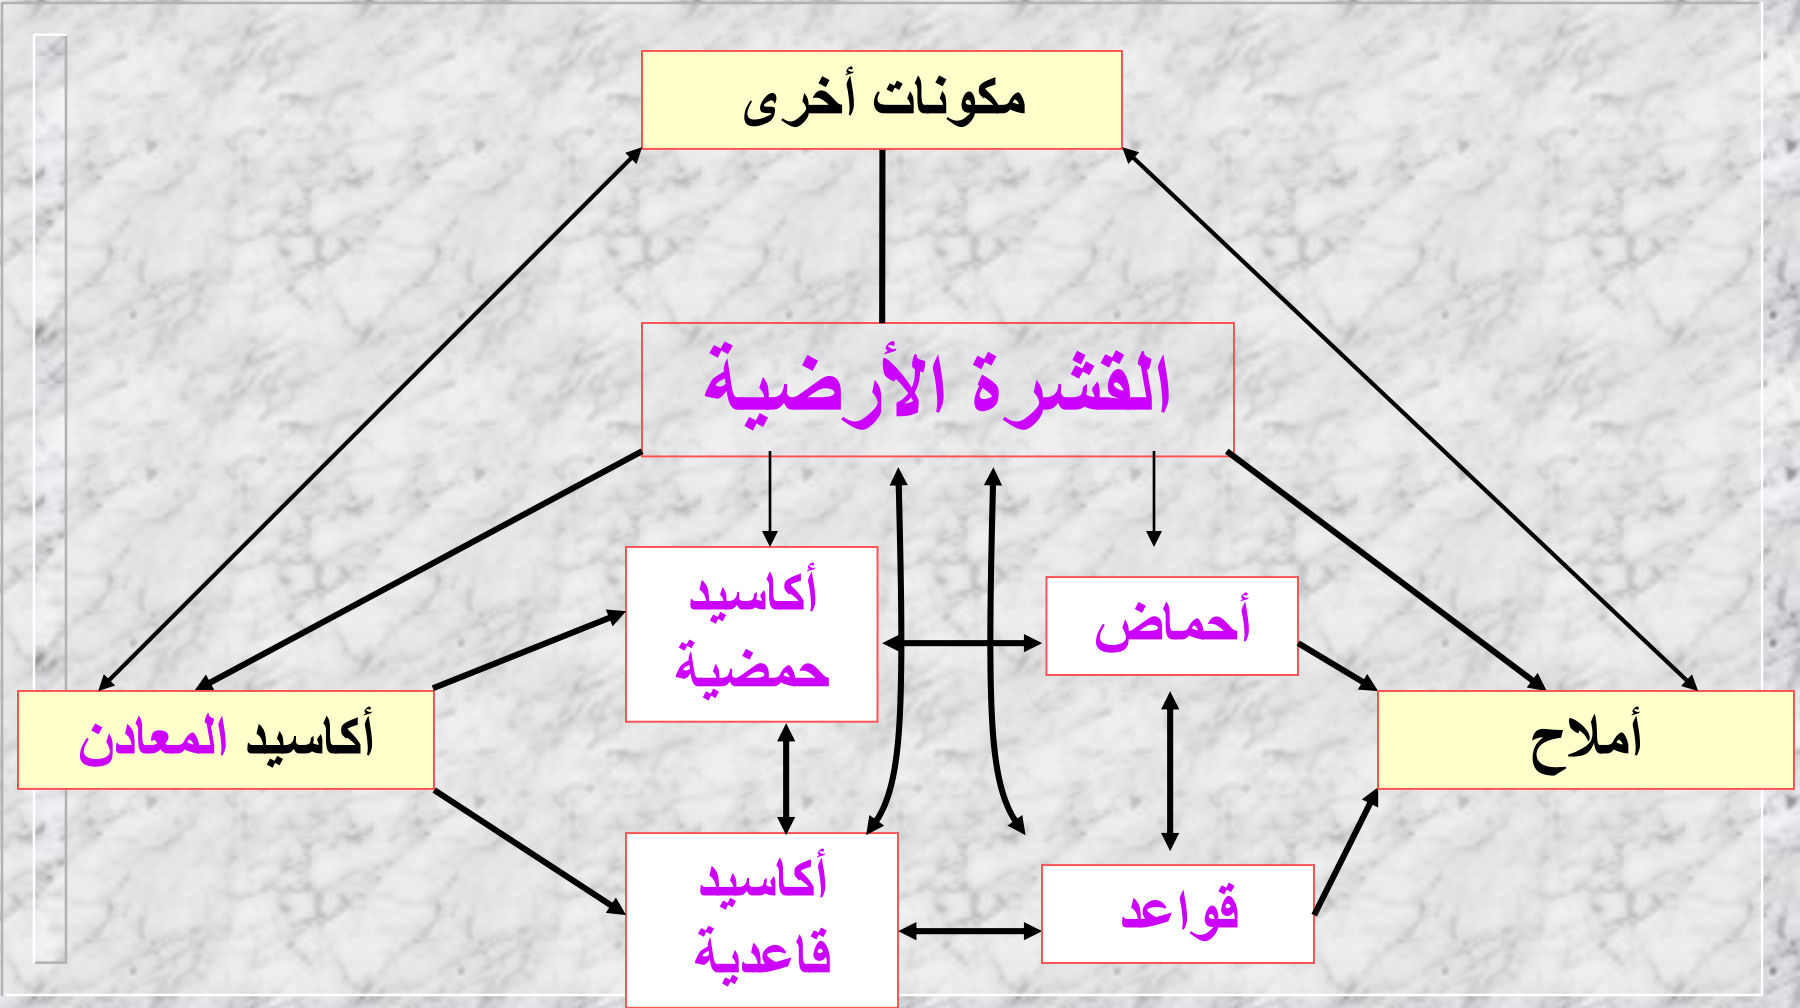 مكونات أخرى
القشرة الأرضية
أكاسيد
حمضية
أحماض
أكاسيد المعادن
أملاح
أكاسيد
قاعدية
قواعد